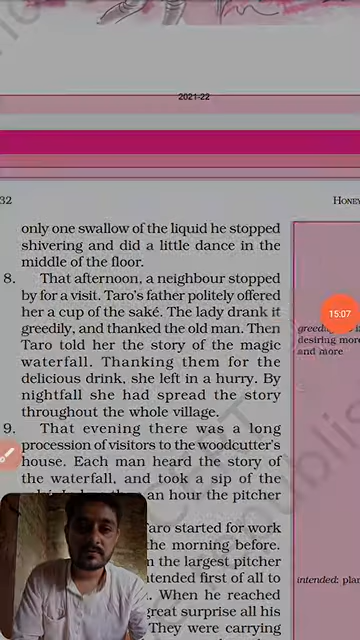 2021-22
32
HONEY
only one swallow of the liquid he stopped
shivering and did a little dance in the
middle of the floor.
8. That afternoon, a neighbour stopped
by for a visit. Taro's father politely offered
her a cup of the saké. The lady drank it
greedily, and thanked the old man. Then
Taro told her the story of the magic
waterfall. Thanking them for the
delicious drink, she left in a hurry. By
nightfall she had spread the story
throughout the whole village.
15:07
desiring more
and more
9. That evening there was a long
procession of visitors to the woodcutter's
house. Each man heard the story of
the waterfall, and took a sip of the
an hour the pitcher
Taro started for work
the morning before.
the largest pitcher
intended first of all to
When he reached
great surprise all his
They were carrying
intended: plan